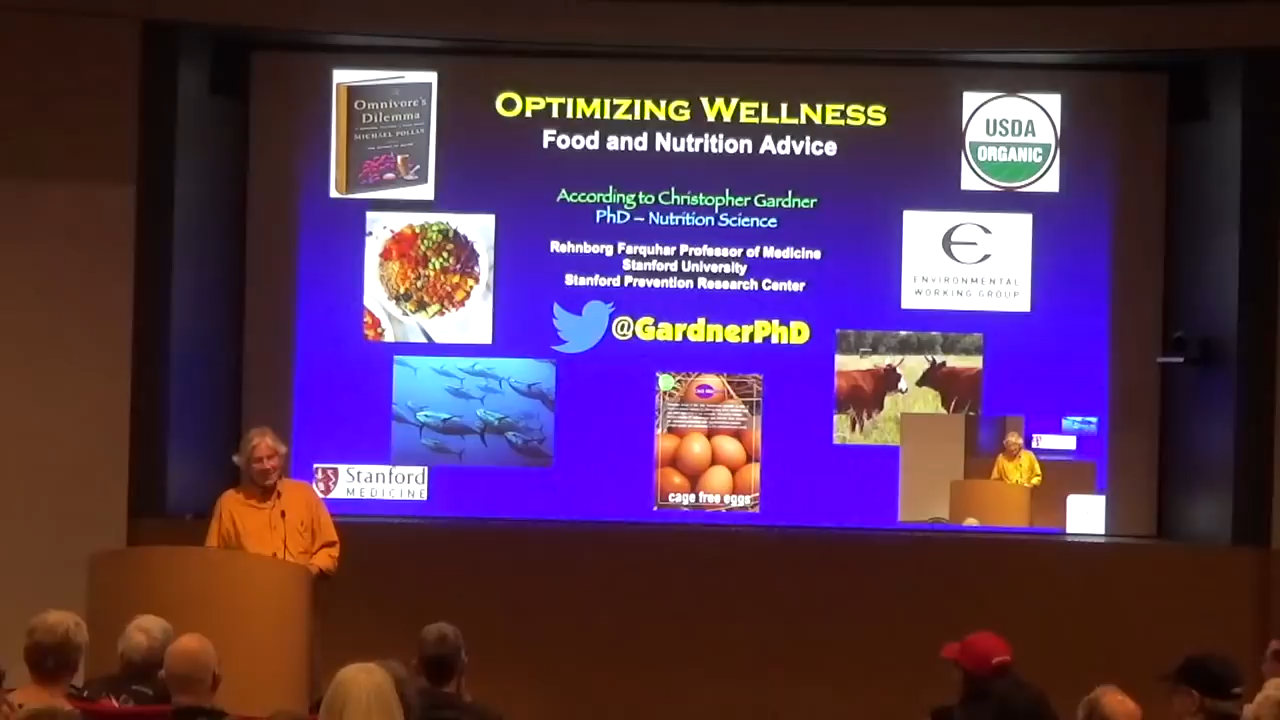 Omnivore's
Dilemma
MICHAEL POLLAN
OPTIMIZING WELLNESS
Food and Nutrition Advice
USDA
ORGANIC
According to Christopher Gardner
PhD – Nutrition Science
Rehnborg Farquhar Professor of Medicine
Stanford University
Stanford Prevention Research Center
ENVIRONMENTAL
WORKING GROUP
@GardnerPhD
Stanford
MEDICINE
cage free eggs